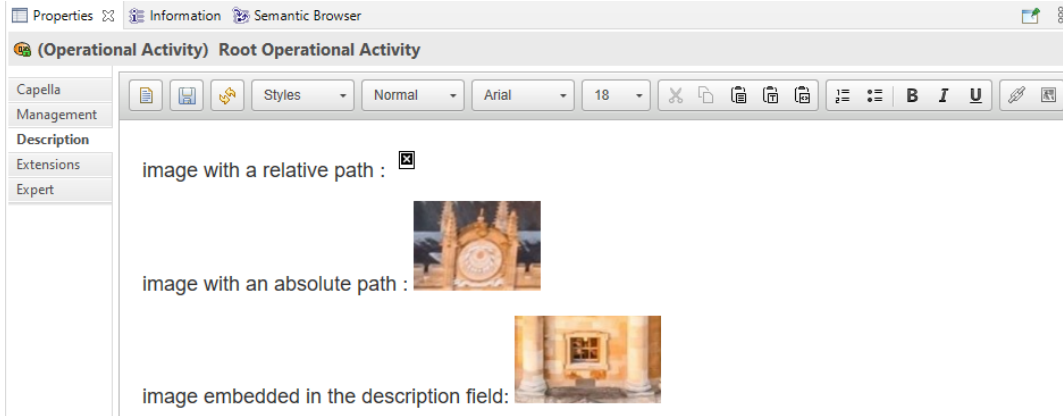 Properties Information Semantic Browser
(Operational Activity) Root Operational Activity
Capella
Management
Description
Extensions
Expert
Styles Normal Arial 18 B I U
image with a relative path :
image with an absolute path :
image embedded in the description field: